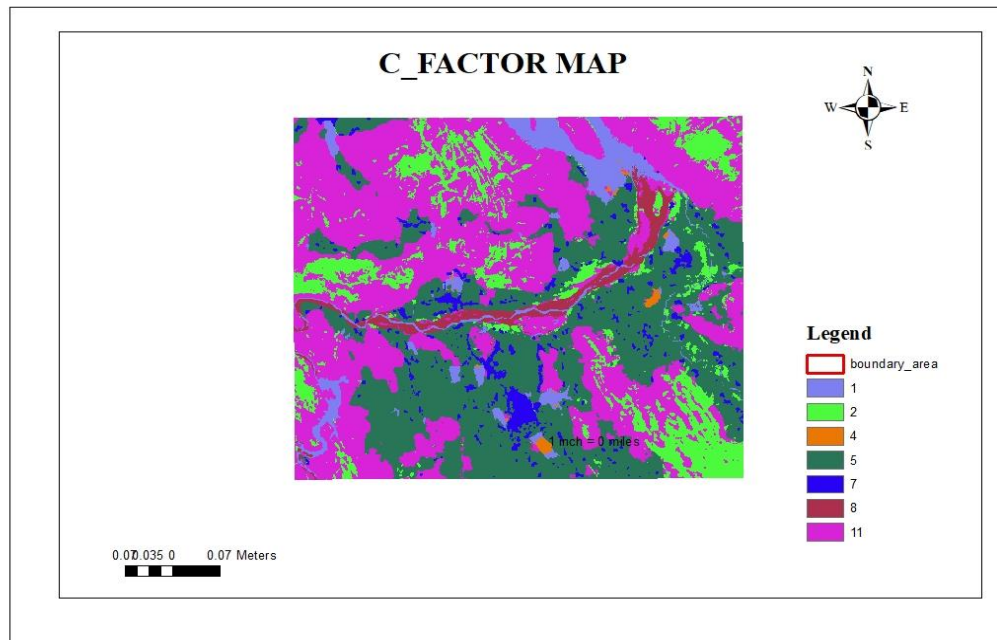 C_FACTOR MAP
N
W E
S
Legend
boundary_area
1
2
4
5
7
8
11
1 inch = 0 miles
0.07 0.035 0 0.07 Meters